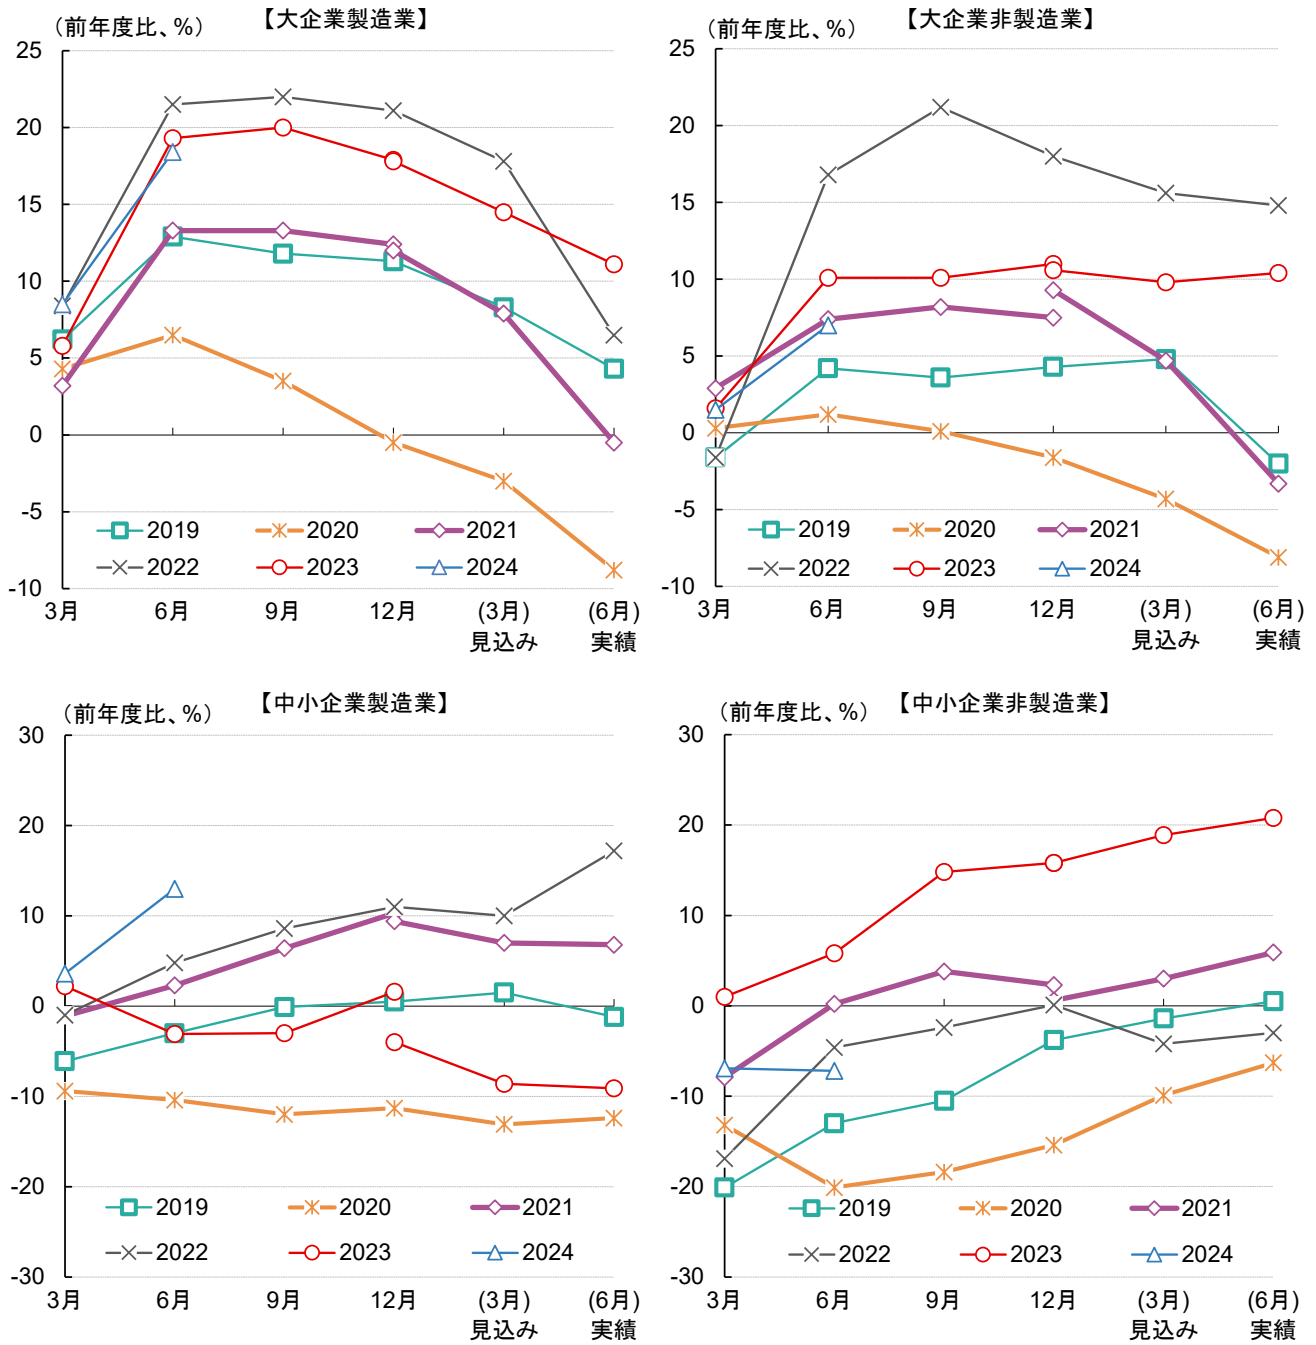 【大企業製造業】
（前年度比、%）
25
20
15
10
5
0
-5
-10
2019 2020 2021
2022 2023 2024
3月 6月 9月 12月 (3月) (6月)
見込み 実績
【大企業非製造業】
（前年度比、%）
25
20
15
10
5
0
-5
-10
2019 2020 2021
2022 2023 2024
3月 6月 9月 12月 (3月) (6月)
見込み 実績
【中小企業製造業】
（前年度比、%）
30
20
10
0
-10
-20
-30
2019 2020 2021
2022 2023 2024
3月 6月 9月 12月 (3月) (6月)
見込み 実績
【中小企業非製造業】
（前年度比、%）
30
20
10
0
-10
-20
-30
2019 2020 2021
2022 2023 2024
3月 6月 9月 12月 (3月) (6月)
見込み 実績